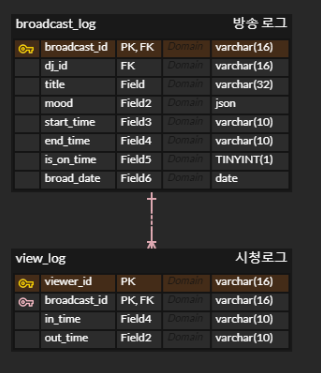 broadcast_log 방송 로그
broadcast_id PK, FK Domain varchar(16)
dj_id FK Domain varchar(16)
title Field Domain varchar(32)
mood Field2 Domain json
start_time Field3 Domain varchar(10)
end_time Field4 Domain varchar(10)
is_on_time Field5 Domain TINYINT(1)
broad_date Field6 Domain date
view_log 시청로그
viewer_id PK Domain varchar(16)
broadcast_id PK, FK Domain varchar(16)
in_time Field4 Domain varchar(10)
out_time Field2 Domain varchar(10)